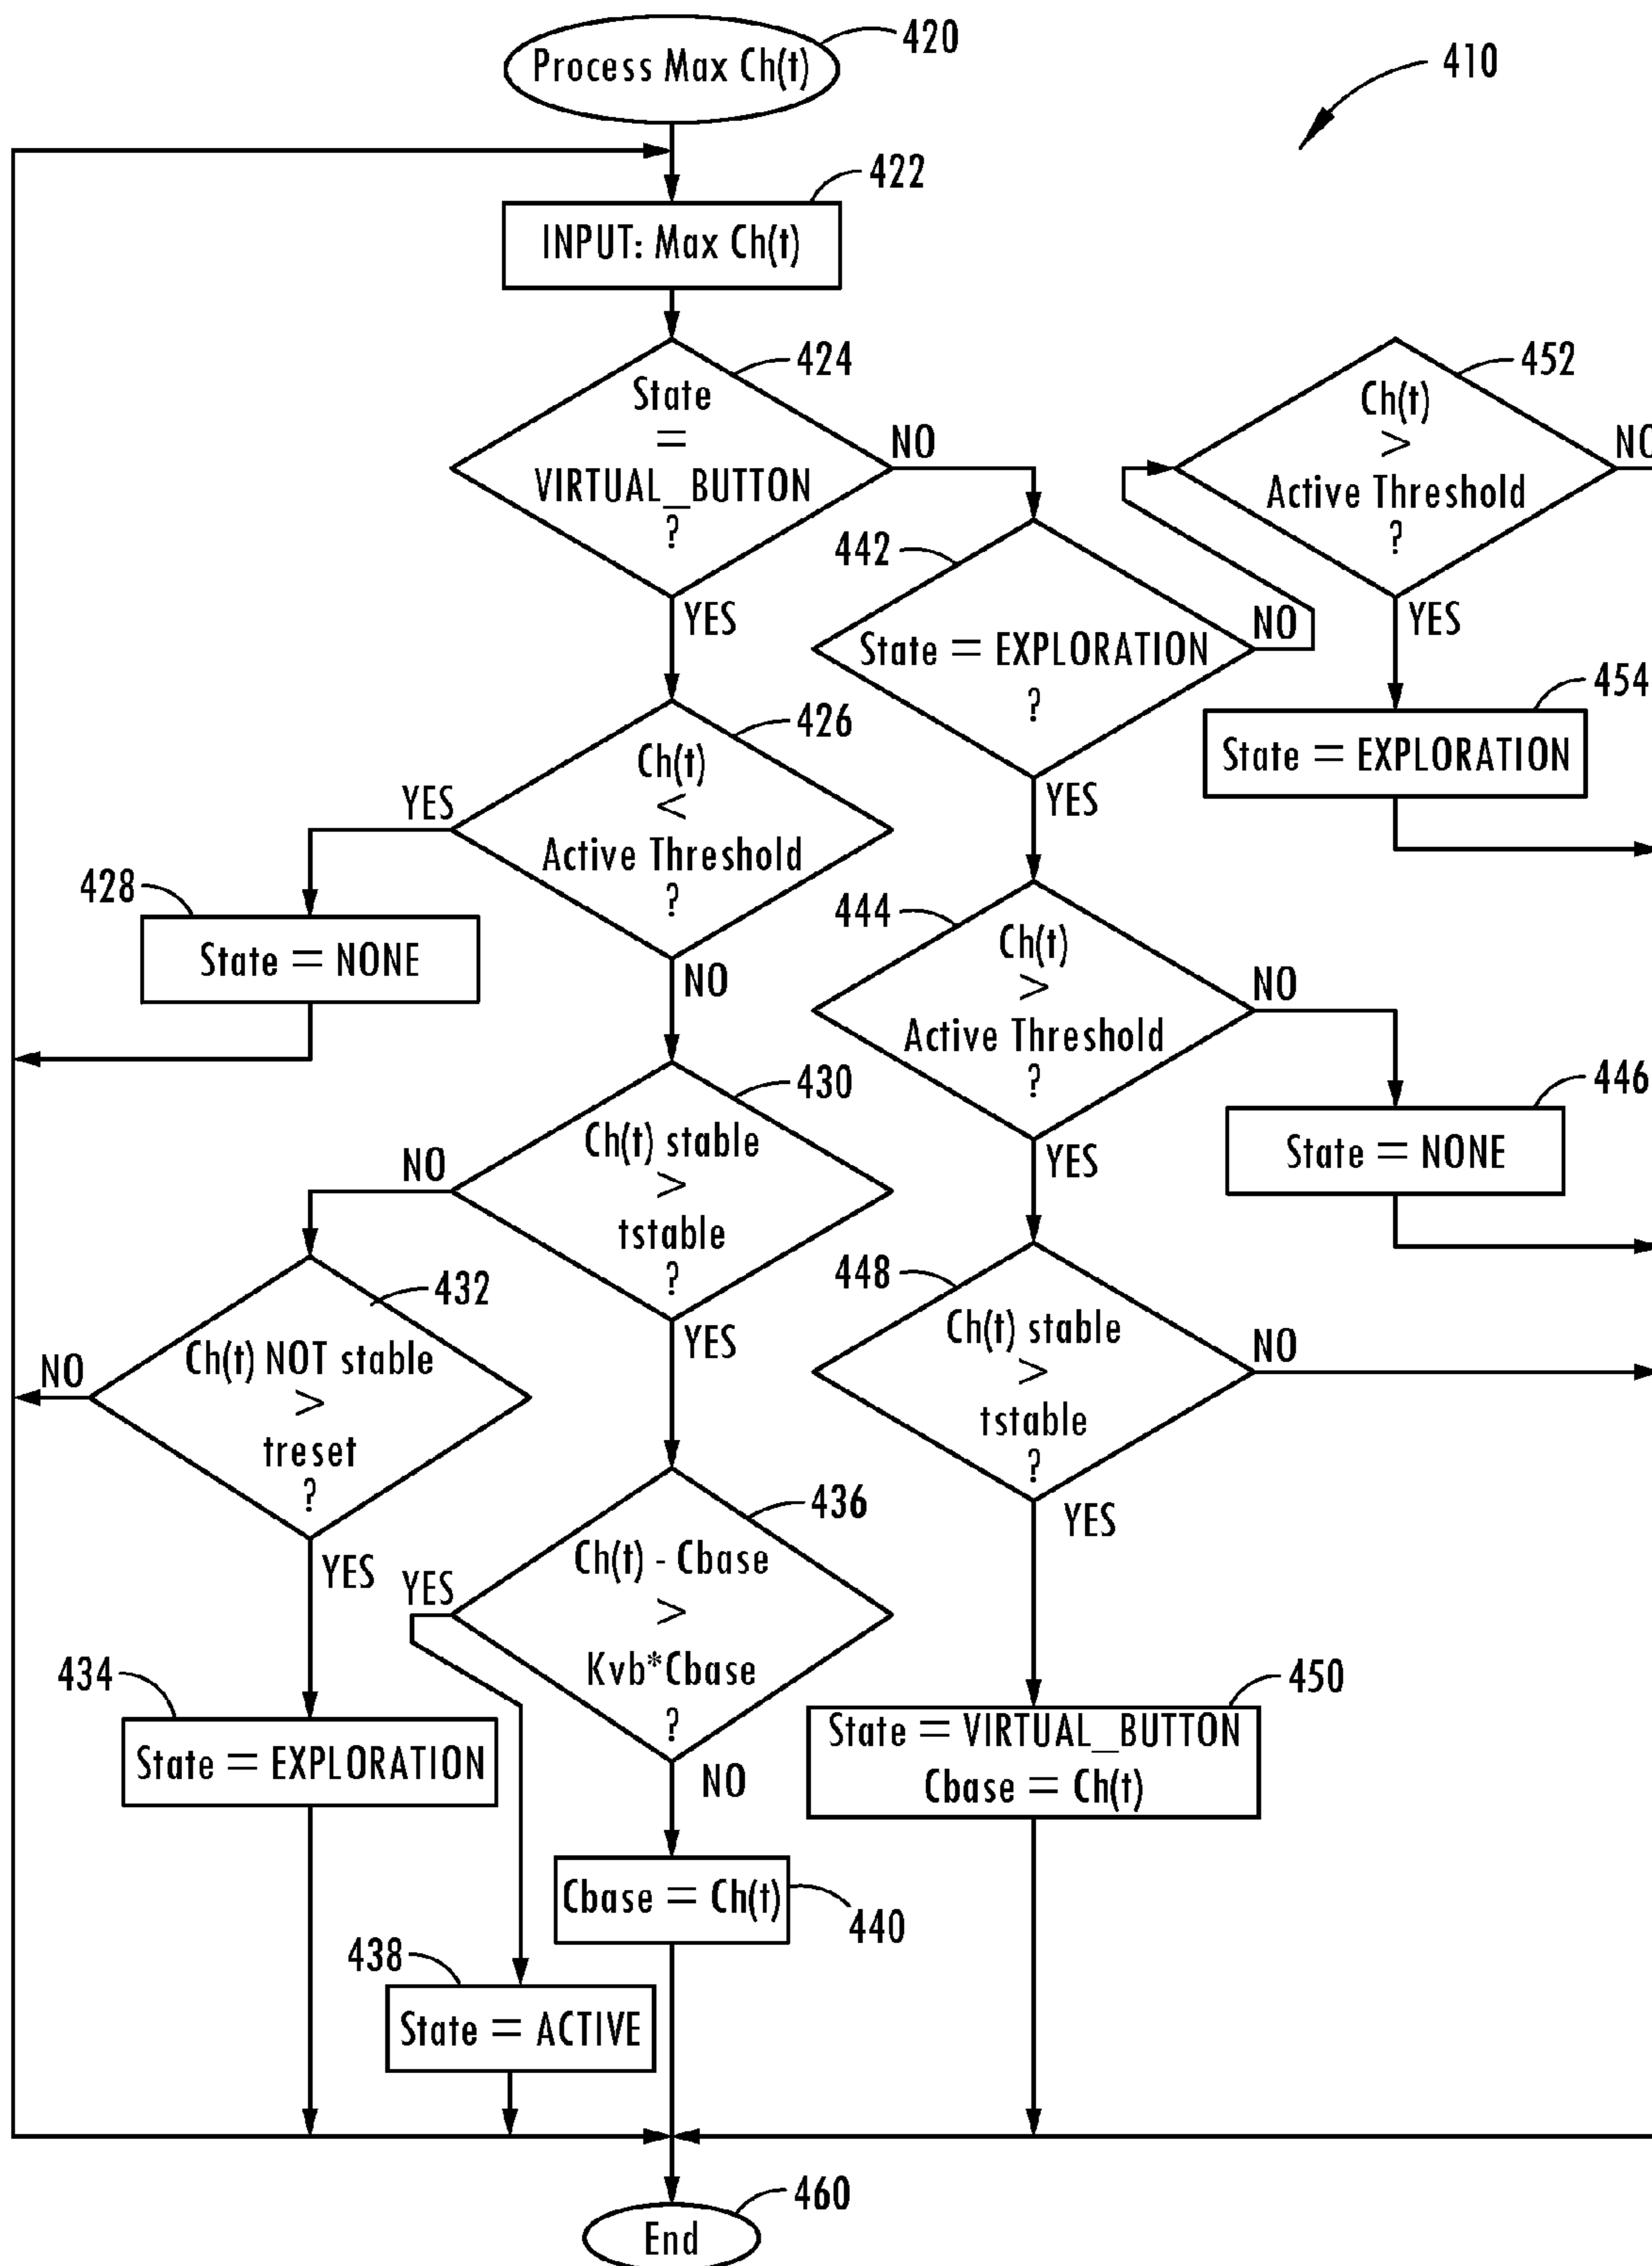 Process Max Ch(t)
420
410
422
INPUT: Max Ch(t)
424
State
=
VIRTUAL_BUTTON
?
NO
YES
452
Ch(t)
>
Active Threshold
?
NO
YES
442
State = EXPLORATION
?
NO
YES
454
State = EXPLORATION
426
Ch(t)
<
Active Threshold
?
YES
NO
428
State = NONE
444
Ch(t)
>
Active Threshold
?
NO
YES
446
State = NONE
430
Ch(t) stable
>
tstable
?
NO
YES
432
Ch(t) NOT stable
>
treset
?
NO
YES
448
Ch(t) stable
>
tstable
?
NO
YES
436
Ch(t) - Cbase
>
Kvb*Cbase
?
YES
NO
434
State = EXPLORATION
450
State = VIRTUAL_BUTTON
Cbase = Ch(t)
Cbase = Ch(t)
440
438
State = ACTIVE
460
End